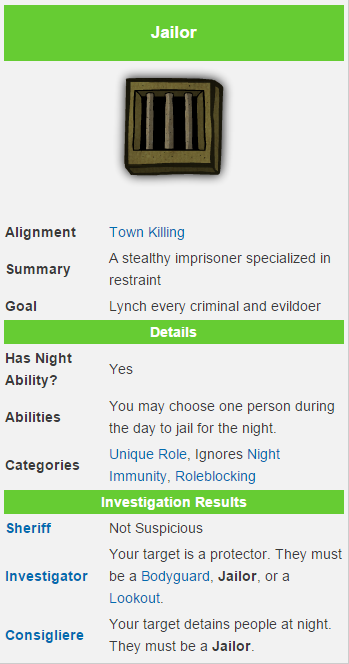 Jailor
Alignment Town Killing
Summary A stealthy imprisoner specialized in
restraint
Goal Lynch every criminal and evildoer
Details
Has Night
Ability? Yes
Abilities You may choose one person during
the day to jail for the night.
Categories Unique Role, Ignores Night
Immunity, Roleblocking
Investigation Results
Sheriff Not Suspicious
Investigator Your target is a protector. They must
be a Bodyguard, Jailor, or a
Lookout.
Consigliere Your target detains people at night.
They must be a Jailor.